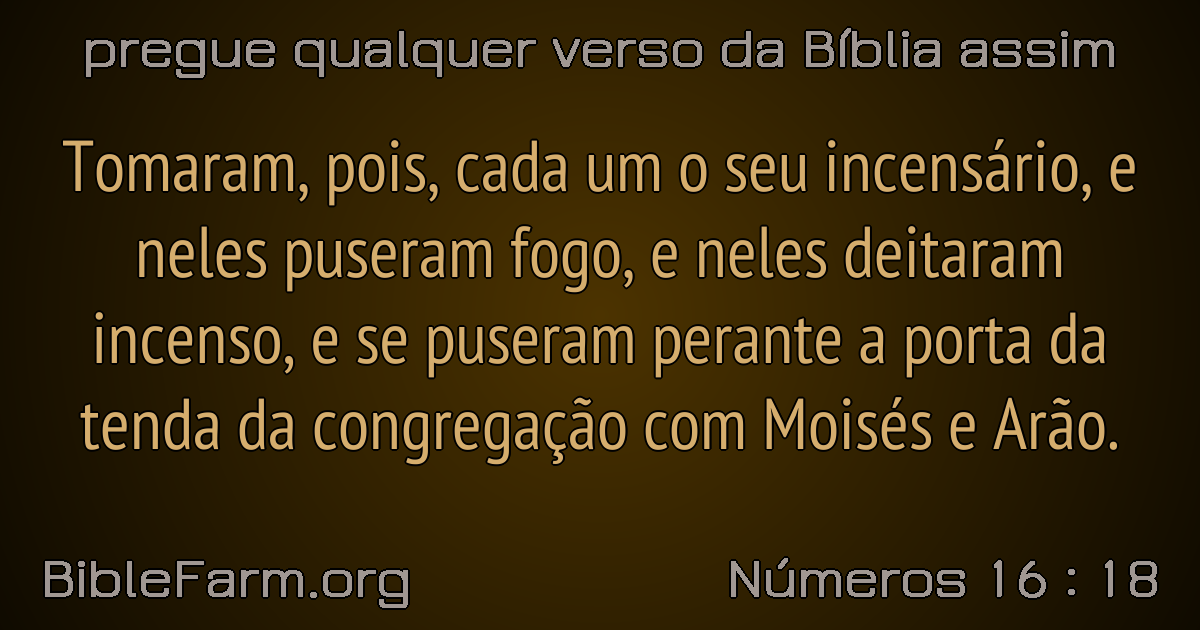 pregue qualquer verso da Bíblia assim
Tomaram, pois, cada um o seu incensário, e
neles puseram fogo, e neles deitaram
incenso, e se puseram perante a porta da
tenda da congregação com Moisés e Arão.
BibleFarm.org
Números 16 : 18